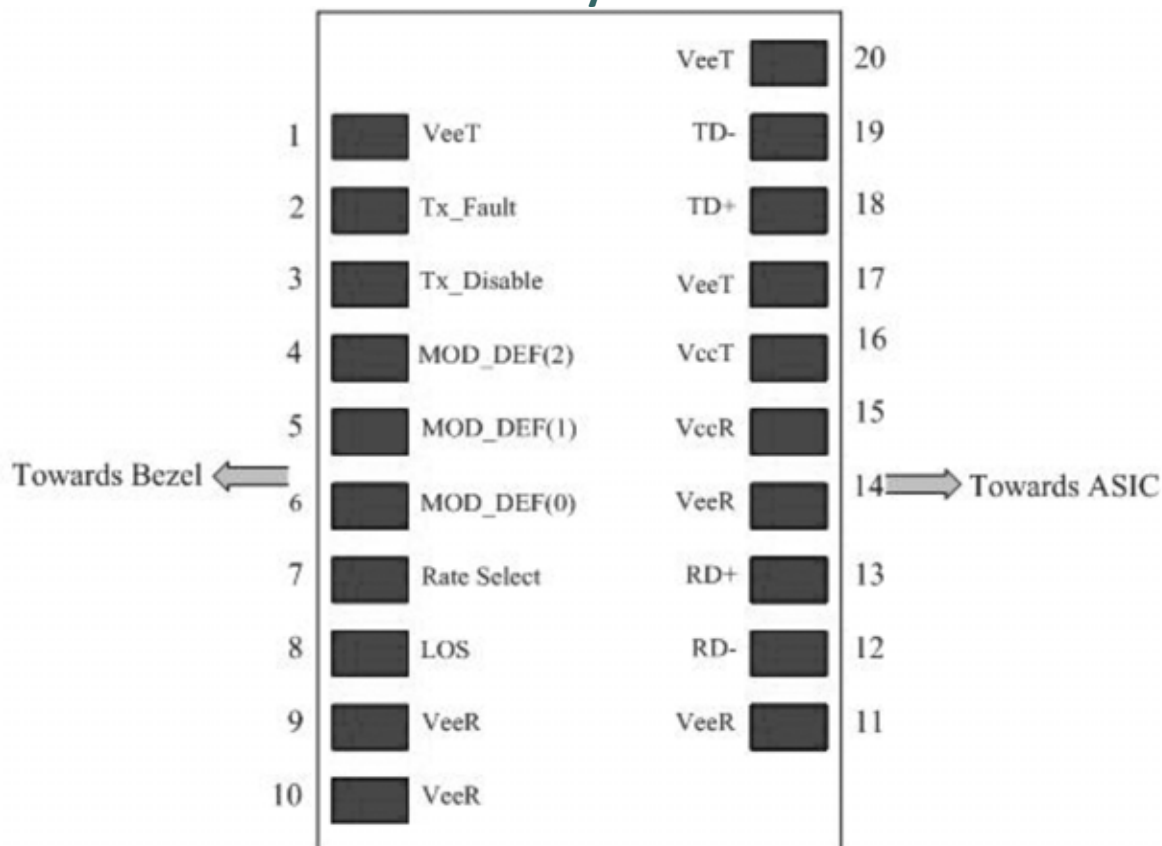 VeeT 20
1 VeeT TD- 19
2 Tx_Fault TD+ 18
3 Tx_Disable VeeT 17
4 MOD_DEF(2) VccT 16
5 MOD_DEF(1) VccR 15
Towards Bezel 6 MOD_DEF(0) VeeR 14 Towards ASIC
7 Rate Select RD+ 13
8 LOS RD- 12
9 VeeR VeeR 11
10 VeeR